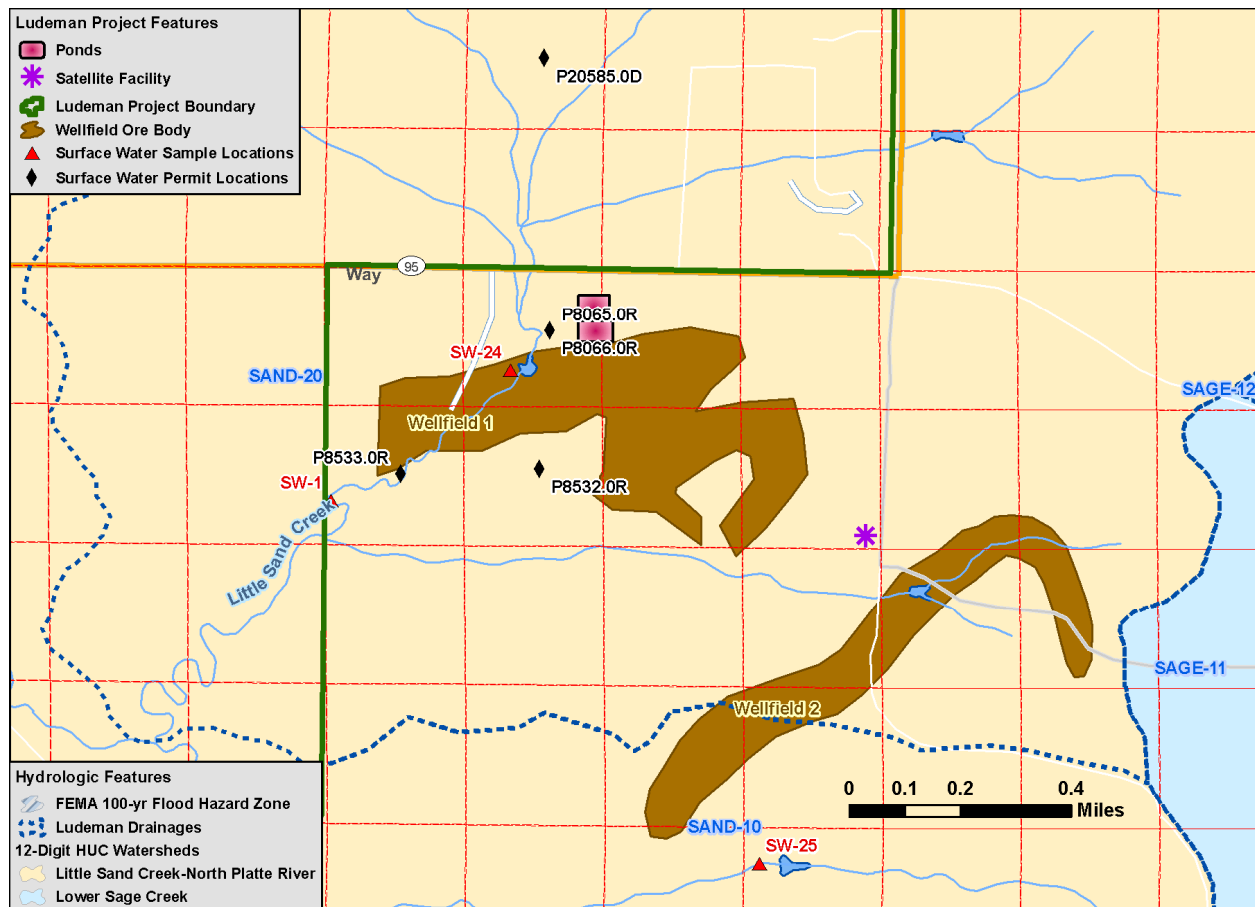 Ludeman Project Features
Ponds
Satellite Facility
Ludeman Project Boundary
Wellfield Ore Body
Surface Water Sample Locations
Surface Water Permit Locations
P20585.0D
Way
95
P8065.0R
P8066.0R
SW-24
SAND-20
SAGE-12
Wellfield 1
P8533.0R
SW-1
P8532.0R
Little Sand Creek
SAGE-11
Wellfield 2
0 0.1 0.2 0.4
Miles
SAND-10
SW-25
Hydrologic Features
FEMA 100-yr Flood Hazard Zone
Ludeman Drainages
12-Digit HUC Watersheds
Little Sand Creek-North Platte River
Lower Sage Creek